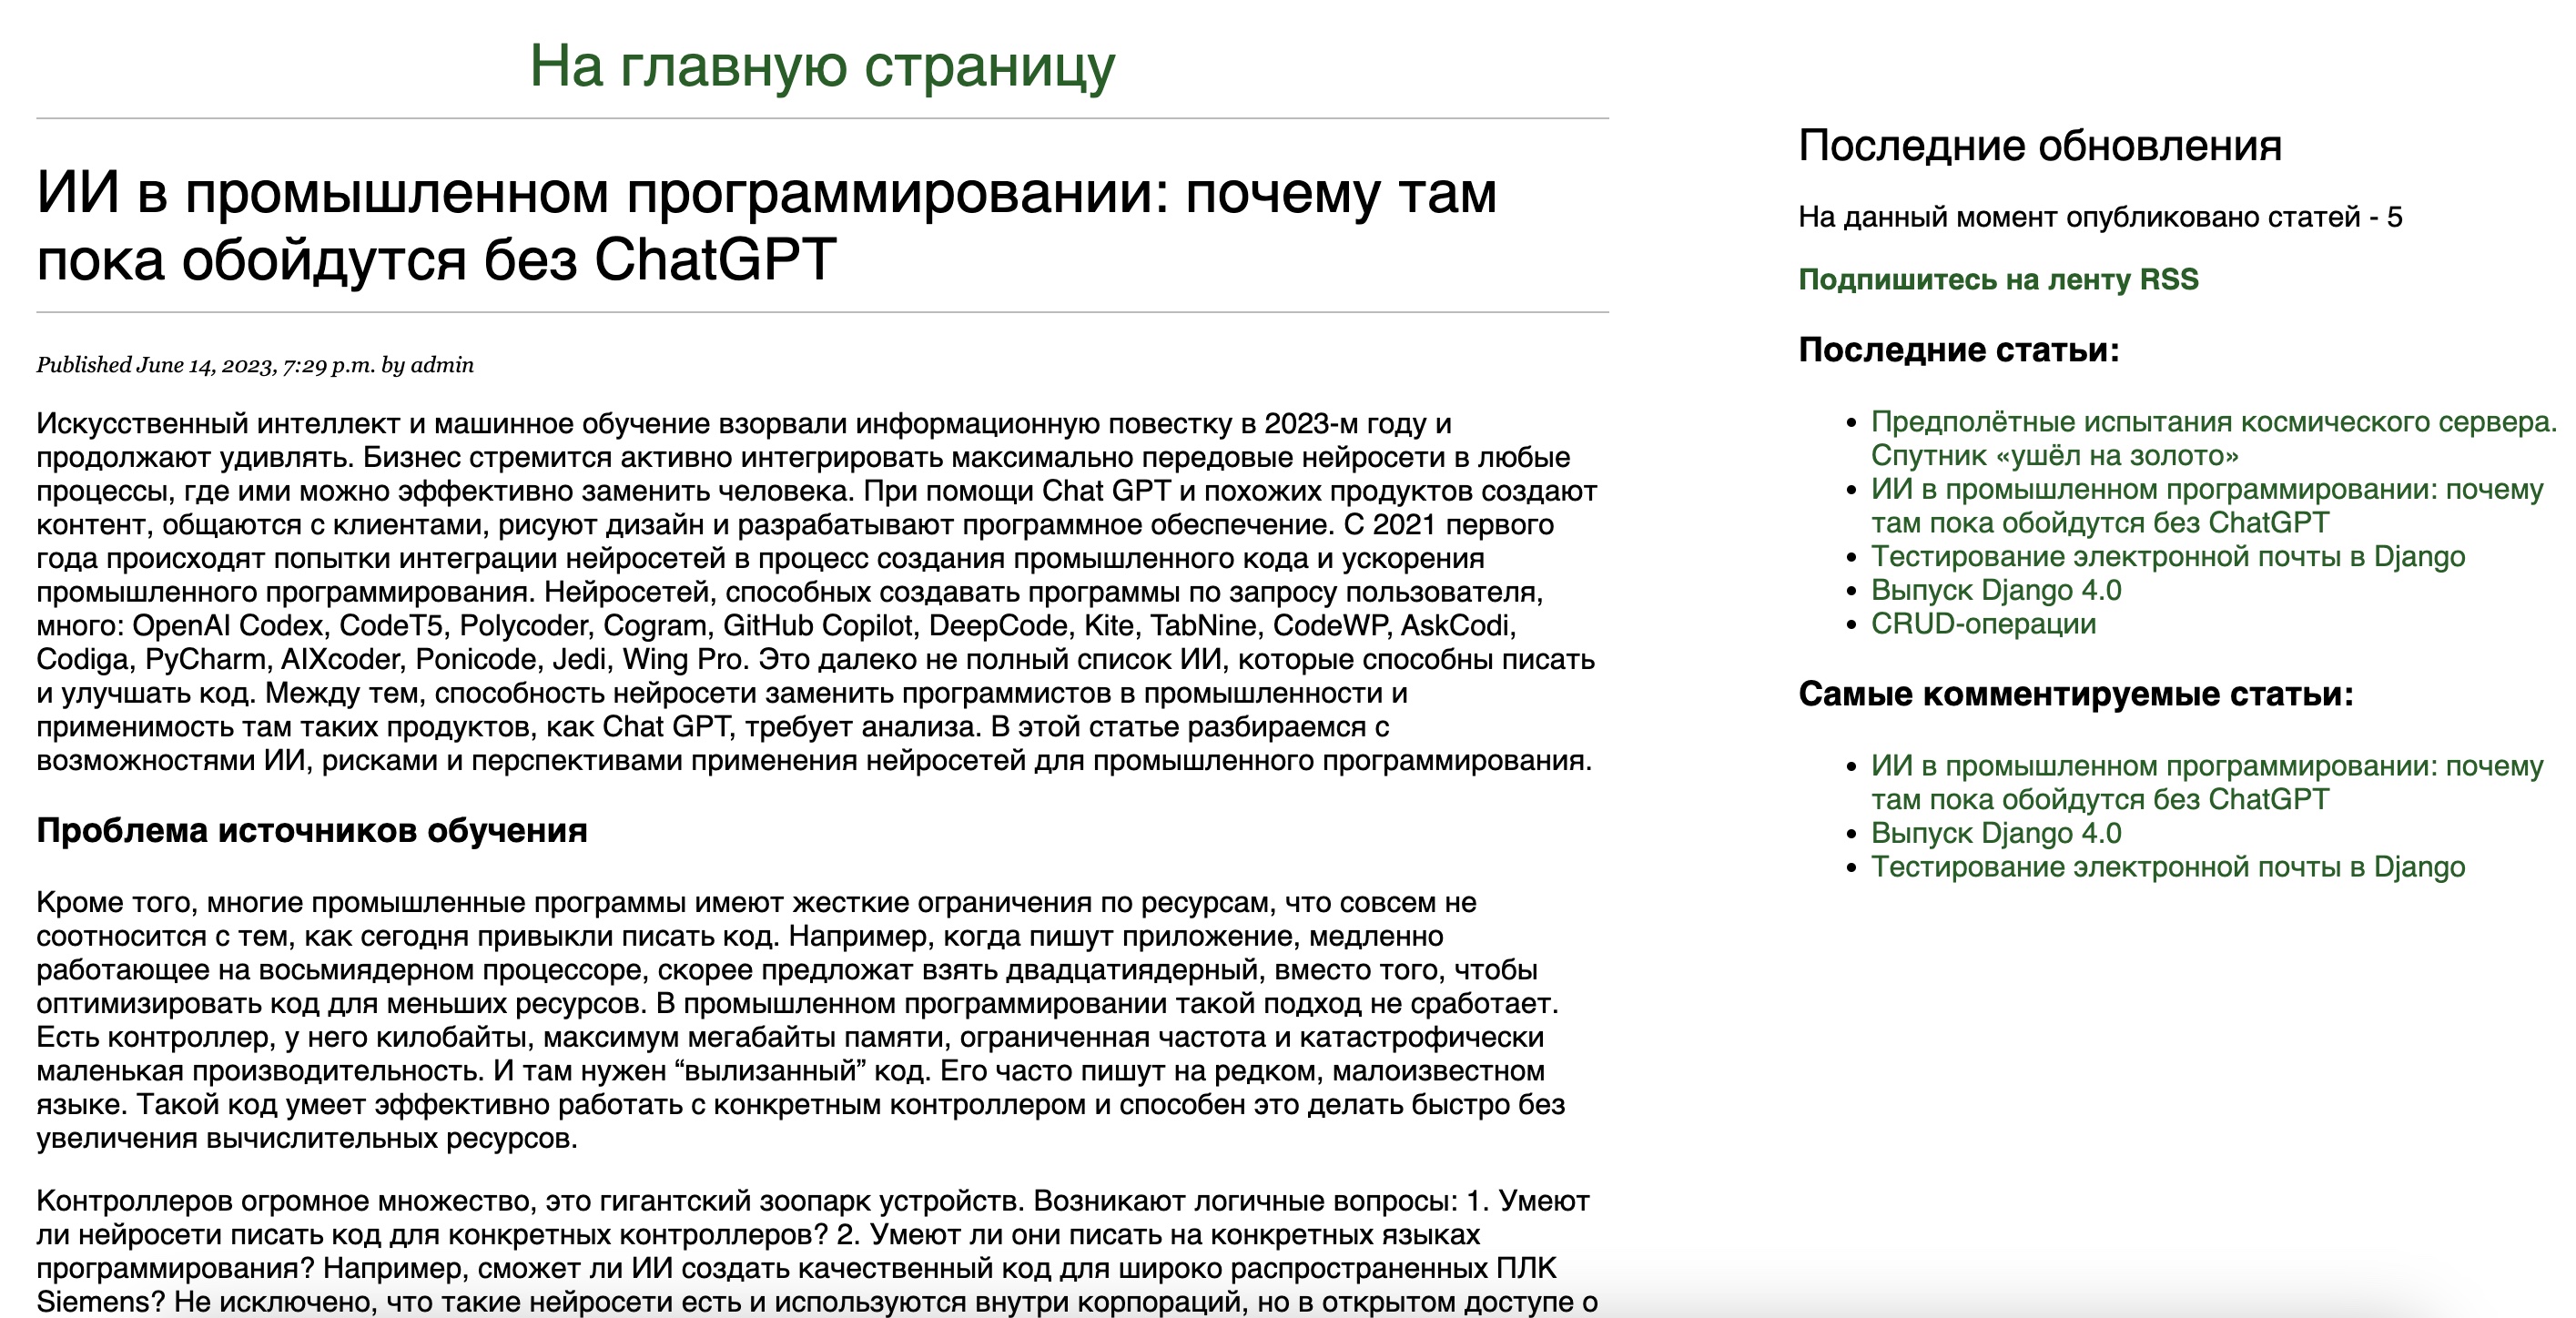 На главную страницу
ИИ в промышленном программировании: почему там
пока обойдутся без ChatGPT
Published June 14, 2023, 7:29 p.m. by admin
Искусственный интеллект и машинное обучение взорвали информационную повестку в 2023-м году и
продолжают удивлять. Бизнес стремится активно интегрировать максимально передовые нейросети в любые
процессы, где ими можно эффективно заменить человека. При помощи Chat GPT и похожих продуктов создают
контент, общаются с клиентами, рисуют дизайн и разрабатывают программное обеспечение. С 2021 первого
года происходят попытки интеграции нейросетей в процесс создания промышленного кода и ускорения
промышленного программирования. Нейросетей, способных создавать программы по запросу пользователя,
много: OpenAI Codex, CodeT5, Polycoder, Cogram, GitHub Copilot, DeepCode, Kite, TabNine, CodeWP, AskCodi,
Codiga, PyCharm, AIXcoder, Ponicode, Jedi, Wing Pro. Это далеко не полный список ИИ, которые способны писать
и улучшать код. Между тем, способность нейросети заменить программистов в промышленности и
применимость там таких продуктов, как Chat GPT, требует анализа. В этой статье разбираемся с
возможностями ИИ, рисками и перспективами применения нейросетей для промышленного программирования.
Проблема источников обучения
Кроме того, многие промышленные программы имеют жесткие ограничения по ресурсам, что совсем не
соотносится с тем, как сегодня привыкли писать код. Например, когда пишут приложение, медленно
работающее на восьмиядерном процессоре, скорее предложат взять двадцатиядерный, вместо того, чтобы
оптимизировать код для меньших ресурсов. В промышленном программировании такой подход не сработает.
Есть контроллер, у него килобайты, максимум мегабайты памяти, ограниченная частота и катастрофически
маленькая производительность. И там нужен “вылизанный” код. Его часто пишут на редком, малоизвестном
языке. Такой код умеет эффективно работать с конкретным контроллером и способен это делать быстро без
увеличения вычислительных ресурсов.
Контроллеров огромное множество, это гигантский зоопарк устройств. Возникают логичные вопросы: 1. Умеют
ли нейросети писать код для конкретных контроллеров? 2. Умеют ли они писать на конкретных языках
программирования? Например, сможет ли ИИ создать качественный код для широко распространенных ПЛК
Siemens? Не исключено, что такие нейросети есть и используются внутри корпораций, но в открытом доступе о
Последние обновления
На данный момент опубликовано статей - 5
Подпишитесь на ленту RSS
Последние статьи:
Предполётные испытания космического сервера.
Спутник «ушёл на золото»
ИИ в промышленном программировании: почему
там пока обойдутся без ChatGPT
Тестирование электронной почты в Django
Выпуск Django 4.0
CRUD-операции
Самые комментируемые статьи:
ИИ в промышленном программировании: почему
там пока обойдутся без ChatGPT
Выпуск Django 4.0
Тестирование электронной почты в Django